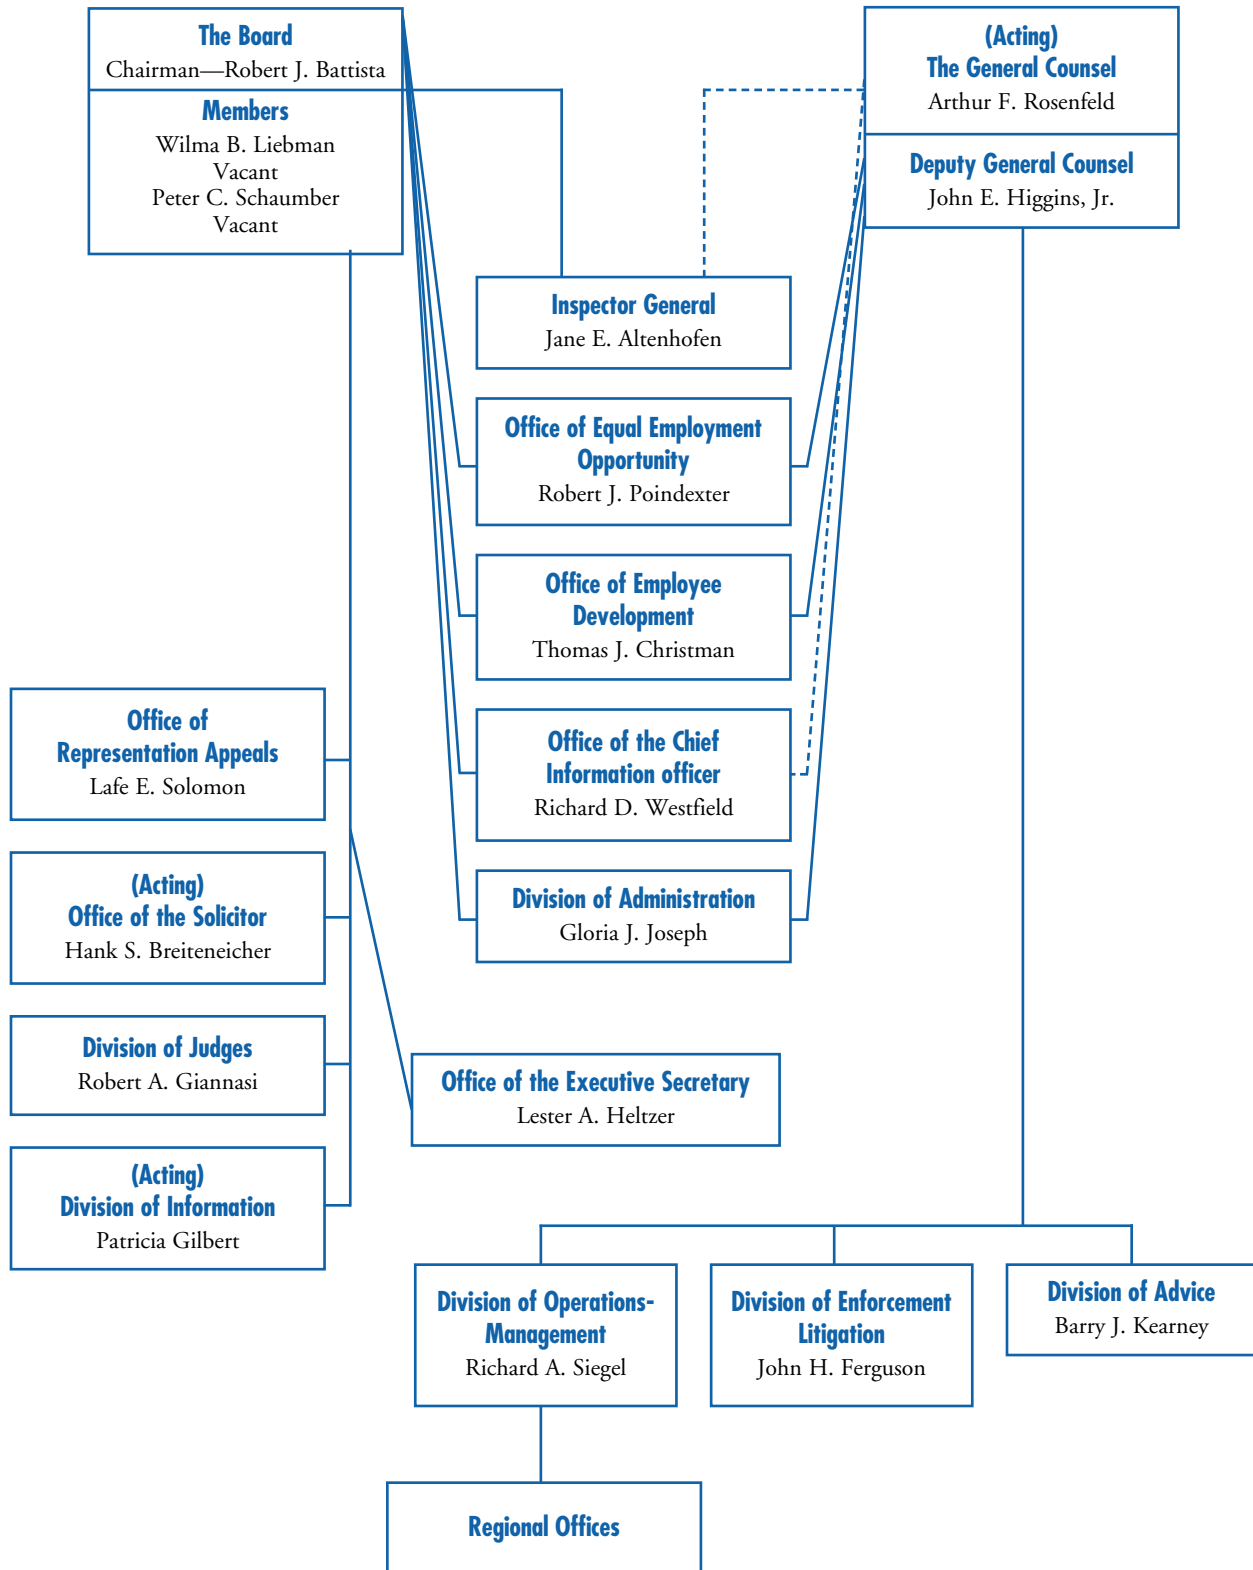 The Board
Chairman—Robert J. Battista
Members
Wilma B. Liebman
Vacant
Peter C. Schaumber
Vacant
(Acting)
The General Counsel
Arthur F. Rosenfeld
Deputy General Counsel
John E. Higgins, Jr.
Inspector General
Jane E. Altenhofen
Office of Equal Employment
Opportunity
Robert J. Poindexter
Office of Employee
Development
Thomas J. Christman
Office of the Chief
Information officer
Richard D. Westfield
Division of Administration
Gloria J. Joseph
Office of
Representation Appeals
Lafe E. Solomon
(Acting)
Office of the Solicitor
Hank S. Breiteneicher
Division of Judges
Robert A. Giannasi
(Acting)
Division of Information
Patricia Gilbert
Office of the Executive Secretary
Lester A. Heltzer
Division of Operations-
Management
Richard A. Siegel
Division of Enforcement
Litigation
John H. Ferguson
Division of Advice
Barry J. Kearney
Regional Offices